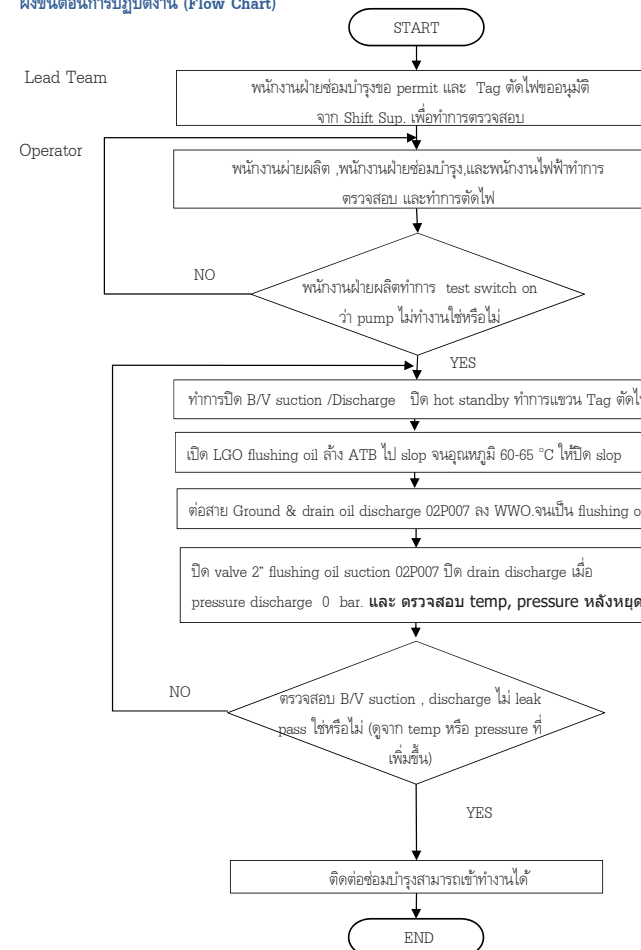 ผังขั้นตอนการปฏิบัติงาน (Flow Chart)
START
Lead Team
พนักงานฝ่ายซ่อมบำรุงขอ permit และ Tag ตัดไฟขออนุมัติ
จาก Shift Sup. เพื่อทำการตรวจสอบ
Operator
พนักงานผ่ายผลิต ,พนักงานฝ่ายซ่อมบำรุง,และพนักงานไฟฟ้าทำการ
ตรวจสอบ และทำการตัดไฟ
NO
พนักงานฝ่ายผลิตทำการ test switch on
ว่า pump ไม่ทำงานใช่หรือไม่
YES
ทำการปิด B/V suction /Discharge ปิด hot standby ทำการแขวน Tag
เปิด LGO flushing oil ล้าง ATB ไป slop จนอุณหภูมิ 60-65 °C ให้ปิด slop
ต่อสาย Ground & drain oil discharge 02P007 ลง WWO.จนเป็น flushing
ปิด valve 2" flushing oil suction 02P007 ปิด drain discharge เมื่อ
pressure discharge 0 bar. และ ตรวจสอบ temp, pressure หลังหยุด
NO
ตรวจสอบ B/V suction , discharge ไม่ leak
pass ใช่หรือไม่ (ดูจาก temp หรือ pressure ที่
เพิ่มขึ้น)
YES
ติดต่อซ่อมบำรุงสามารถเข้าทำงานได้
END